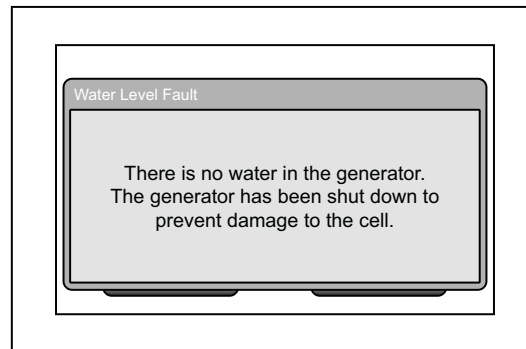 Water Level Fault
There is no water in the generator.
The generator has been shut down to
prevent damage to the cell.